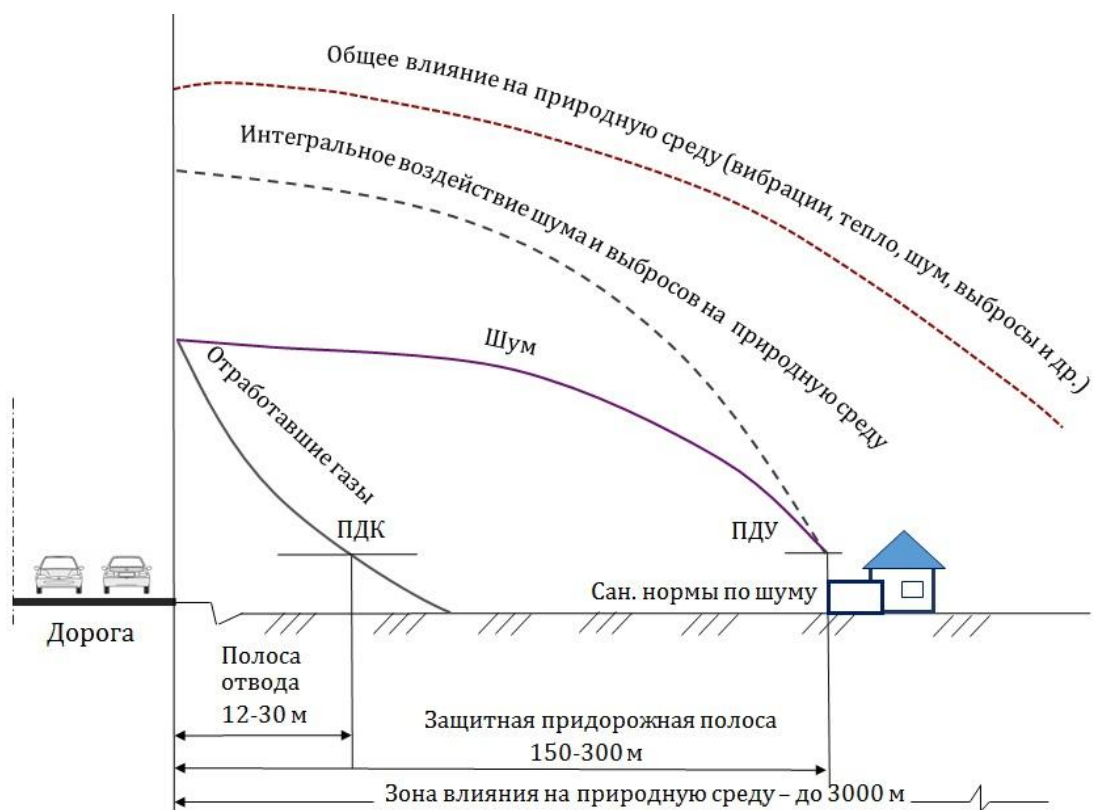 Общее влияние на природную среду (вибрации, тепло, шум, выбросы и др.)
Интегральное воздействие шума и выбросов на природную среду
Шум
Отработавшие газы
ПДК
ПДУ
Сан. нормы по шуму
Дорога
Полоса
отвода
12-30 м
Защитная придорожная полоса
150-300 м
Зона влияния на природную среду – до 3000 м